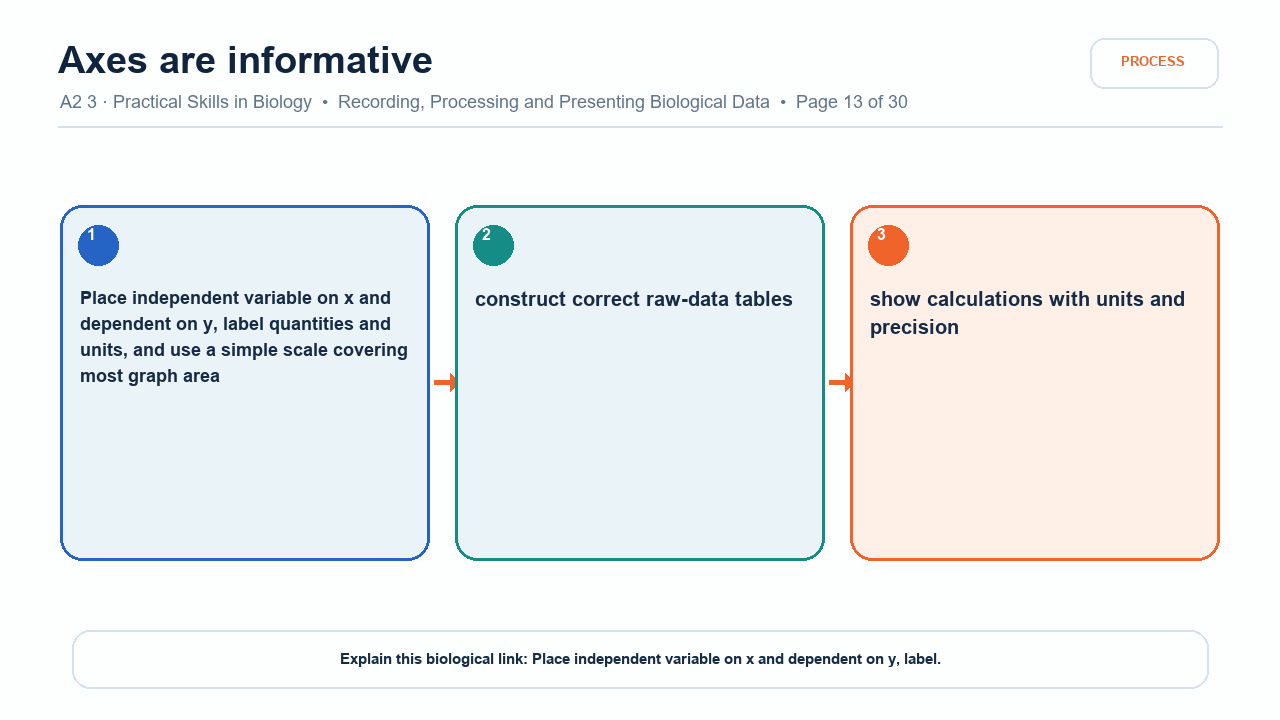 Axes are informative
PROCESS
A2 3 · Practical Skills in Biology • Recording, Processing and Presenting Biological Data • Page 13 of 30
1
Place independent variable on x and
dependent on y, label quantities and
units, and use a simple scale covering
most graph area
2
construct correct raw-data tables
3
show calculations with units and
precision
Explain this biological link: Place independent variable on x and dependent on y, label.